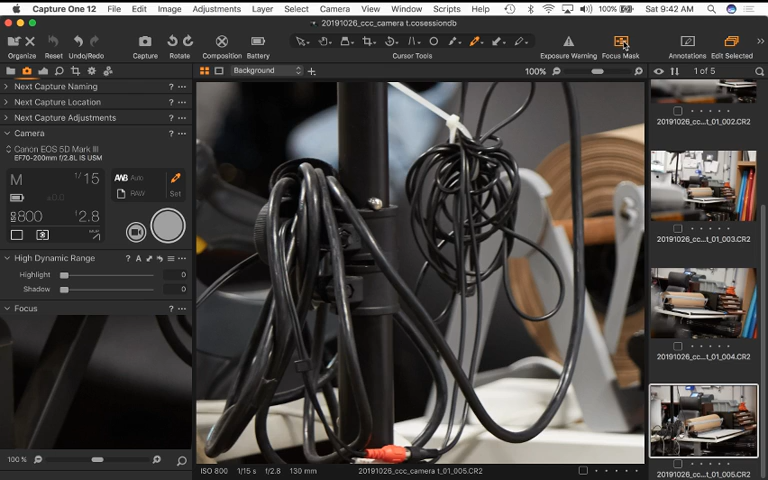 Capture One 12 File Edit View Image Adjustments Layer Select Camera Window Scripts Help 100% Sat 9:42 AM
20191026_ccc_camera t.cosessiondb
Organize Reset Undo/Redo Capture Rotate Composition Battery Cursor Tools Exposure Warning Focus Mask Annotations Edit Selected
Background 100% 1 of 5
Next Capture Naming ?
Next Capture Location ?
Next Capture Adjustments ?
Camera ?
Canon EOS 5D Mark III
EF70-200mm f/2.8L IS USM
M 1/15 AWB Auto
RAW Set
ISO 800 f/2.8
High Dynamic Range ? A
Highlight 0
Shadow 0
Focus ?
100 %
ISO 800 1/15 s f/2.8 130 mm 20191026_ccc_camera t_01_005.CR2
20191026_cc...t_01_002.CR2
20191026_cc...t_01_003.CR2
20191026_cc...t_01_004.CR2
20191026_cc...t_01_005.CR2